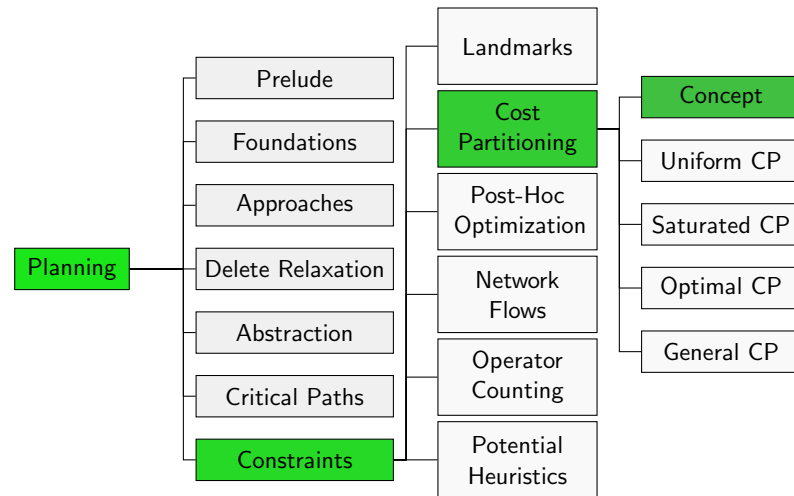 Planning
Prelude
Foundations
Approaches
Delete Relaxation
Abstraction
Critical Paths
Constraints
Landmarks
Cost
Partitioning
Post-Hoc
Optimization
Network
Flows
Operator
Counting
Potential
Heuristics
Concept
Uniform CP
Saturated CP
Optimal CP
General CP